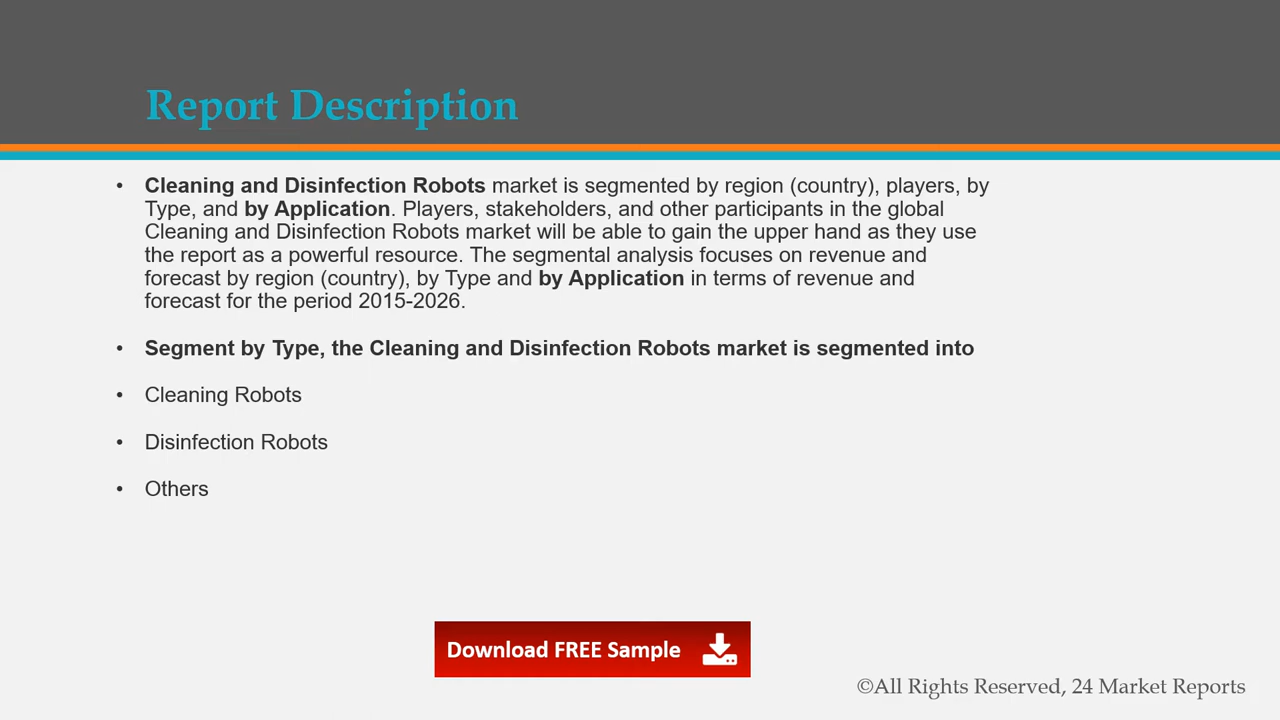 Report Description
• Cleaning and Disinfection Robots market is segmented by region (country), players, by
Type, and by Application. Players, stakeholders, and other participants in the global
Cleaning and Disinfection Robots market will be able to gain the upper hand as they use
the report as a powerful resource. The segmental analysis focuses on revenue and
forecast by region (country), by Type and by Application in terms of revenue and
forecast for the period 2015-2026.
• Segment by Type, the Cleaning and Disinfection Robots market is segmented into
• Cleaning Robots
• Disinfection Robots
• Others
Download FREE Sample
©All Rights Reserved, 24 Market Reports